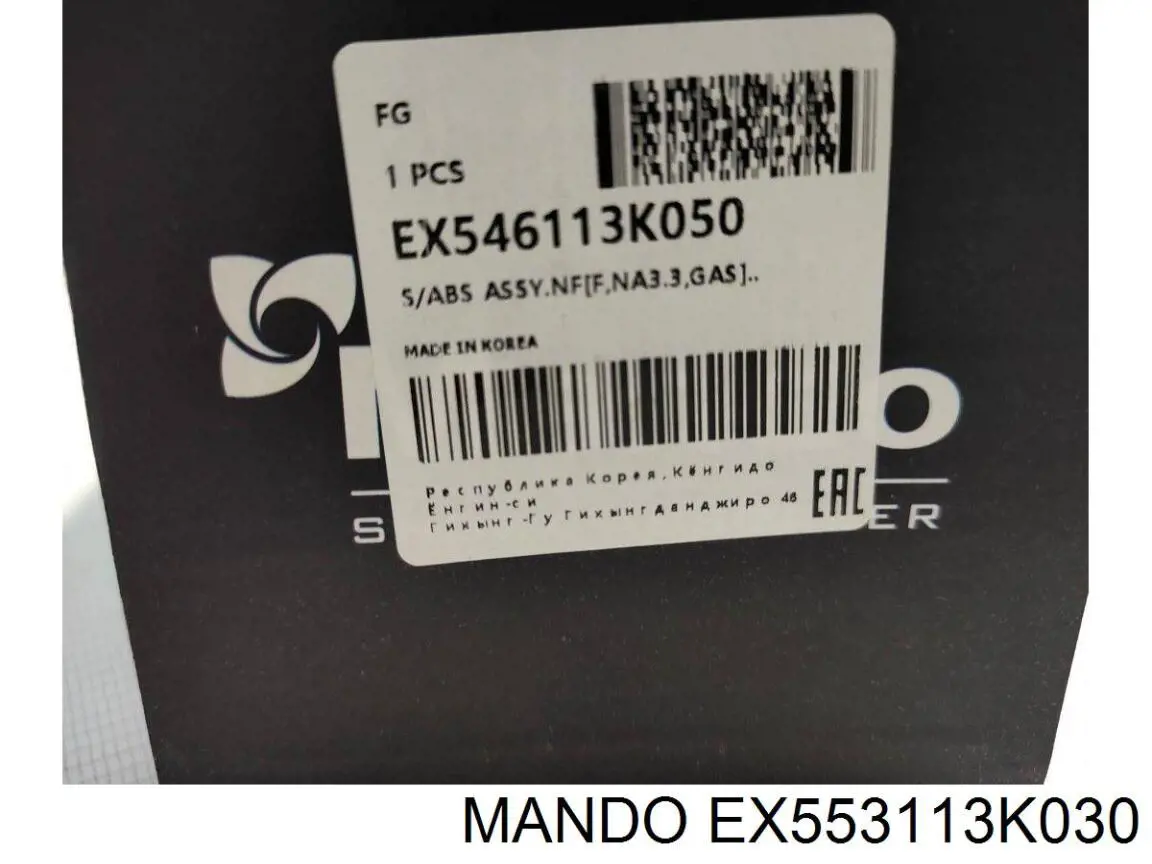 FG
1 PCS
EX546113K050
S/ABS ASSY.NF[F,NA3.3,GAS]..
MADE IN KOREA
Республика Корея,Кёнгидо
Ёнгин-си
Гихынг-Гу Гихынгданджиро 46
EAC
O
S
ER
MANDO EX553113K030